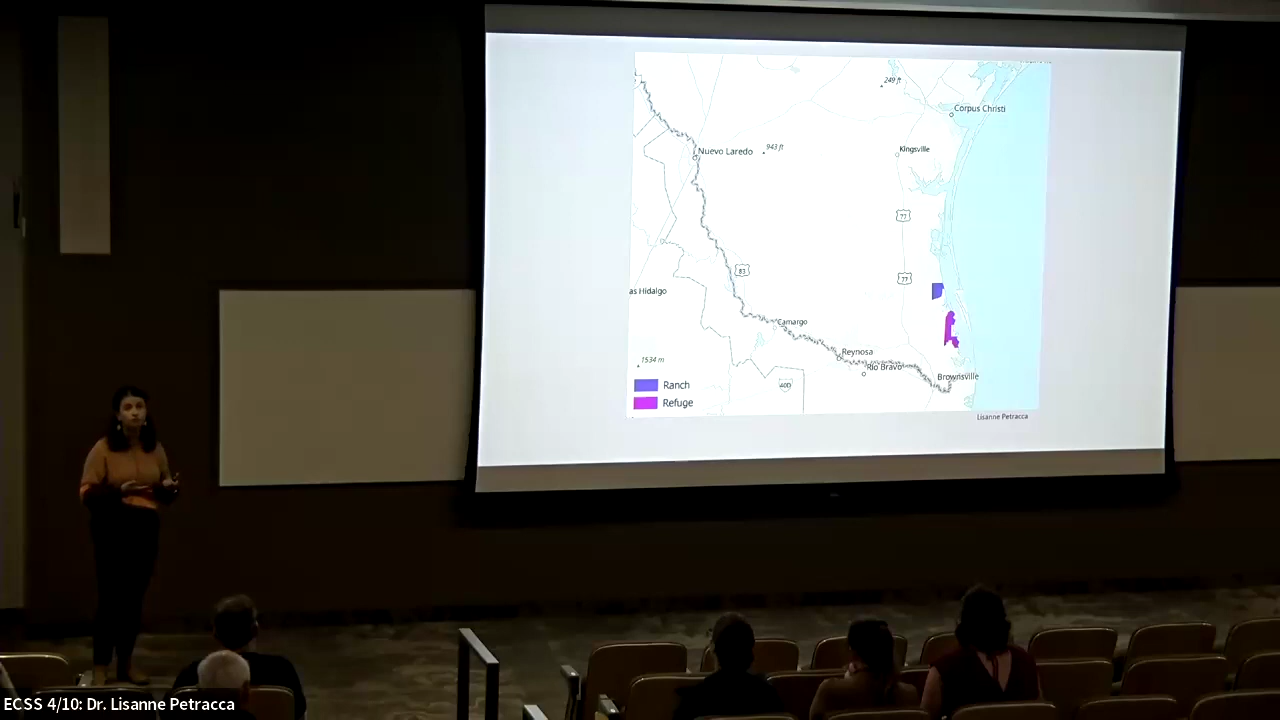 249 ft
Corpus Christi
Nuevo Laredo
943 ft
Kingsville
77
83
77
as Hidalgo
Camargo
Reynosa
Rio Bravo
1534 m
Brownsville
40D
Ranch
Refuge
Lisanne Petracca
ECSS 4/10: Dr. Lisanne Petracca